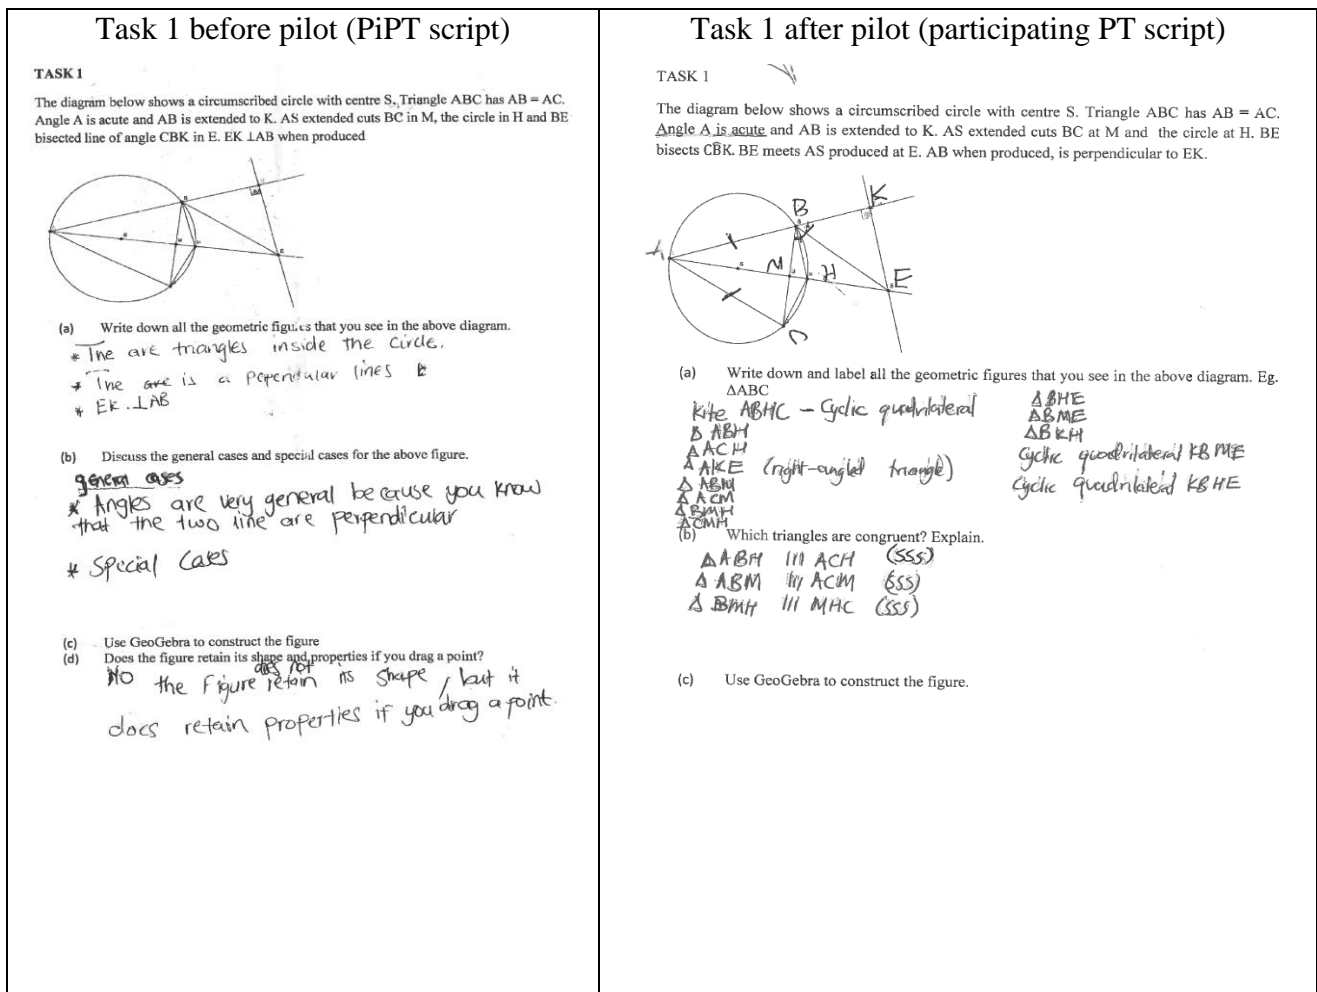 Task 1 before pilot (PiPT script)
TASK 1
The diagram below shows a circumscribed circle with centre S. Triangle ABC has AB = AC.
Angle A is acute and AB is extended to K. AS extended cuts BC in M, the circle in H and BE
bisected line of angle CBK in E. EK ⊥AB when produced
(a) Write down all the geometric figures that you see in the above diagram.
* The are triangles inside the circle.
* The are is a perpendular lines
* EK.⊥AB
(b) Discuss the general cases and special cases for the above figure.
general cases
* Angles are very general because you know
that the two line are perpendicular
* Special Cases
(c) Use GeoGebra to construct the figure
(d) Does the figure retain its shape and properties if you drag a point?
No the figure does not retain its shape, but it
does retain properties if you drag a point.
Task 1 after pilot (participating PT script)
TASK 1
The diagram below shows a circumscribed circle with centre S. Triangle ABC has AB = AC.
Angle A is acute and AB is extended to K. AS extended cuts BC at M and the circle at H. BE
bisects CB̂K. BE meets AS produced at E. AB when produced, is perpendicular to EK.
A
B
K
M
H
E
C
(a) Write down and label all the geometric figures that you see in the above diagram. Eg.
ΔABC
Kite ABHC - Cyclic quadrilateral
Δ ABH
ΔACH
ΔAKE (right-angled triangle)
Δ ABM
Δ ACM
ΔBMH
ΔCMH
ΔBHE
ΔBME
ΔBKH
Cyclic quadrilateral KBME
Cyclic quadrilateral KBHE
(b) Which triangles are congruent? Explain.
ΔABH /// ACH (SSS)
Δ ABM /// ACM (SSS)
Δ BMH /// MHC (SSS)
(c) Use GeoGebra to construct the figure.